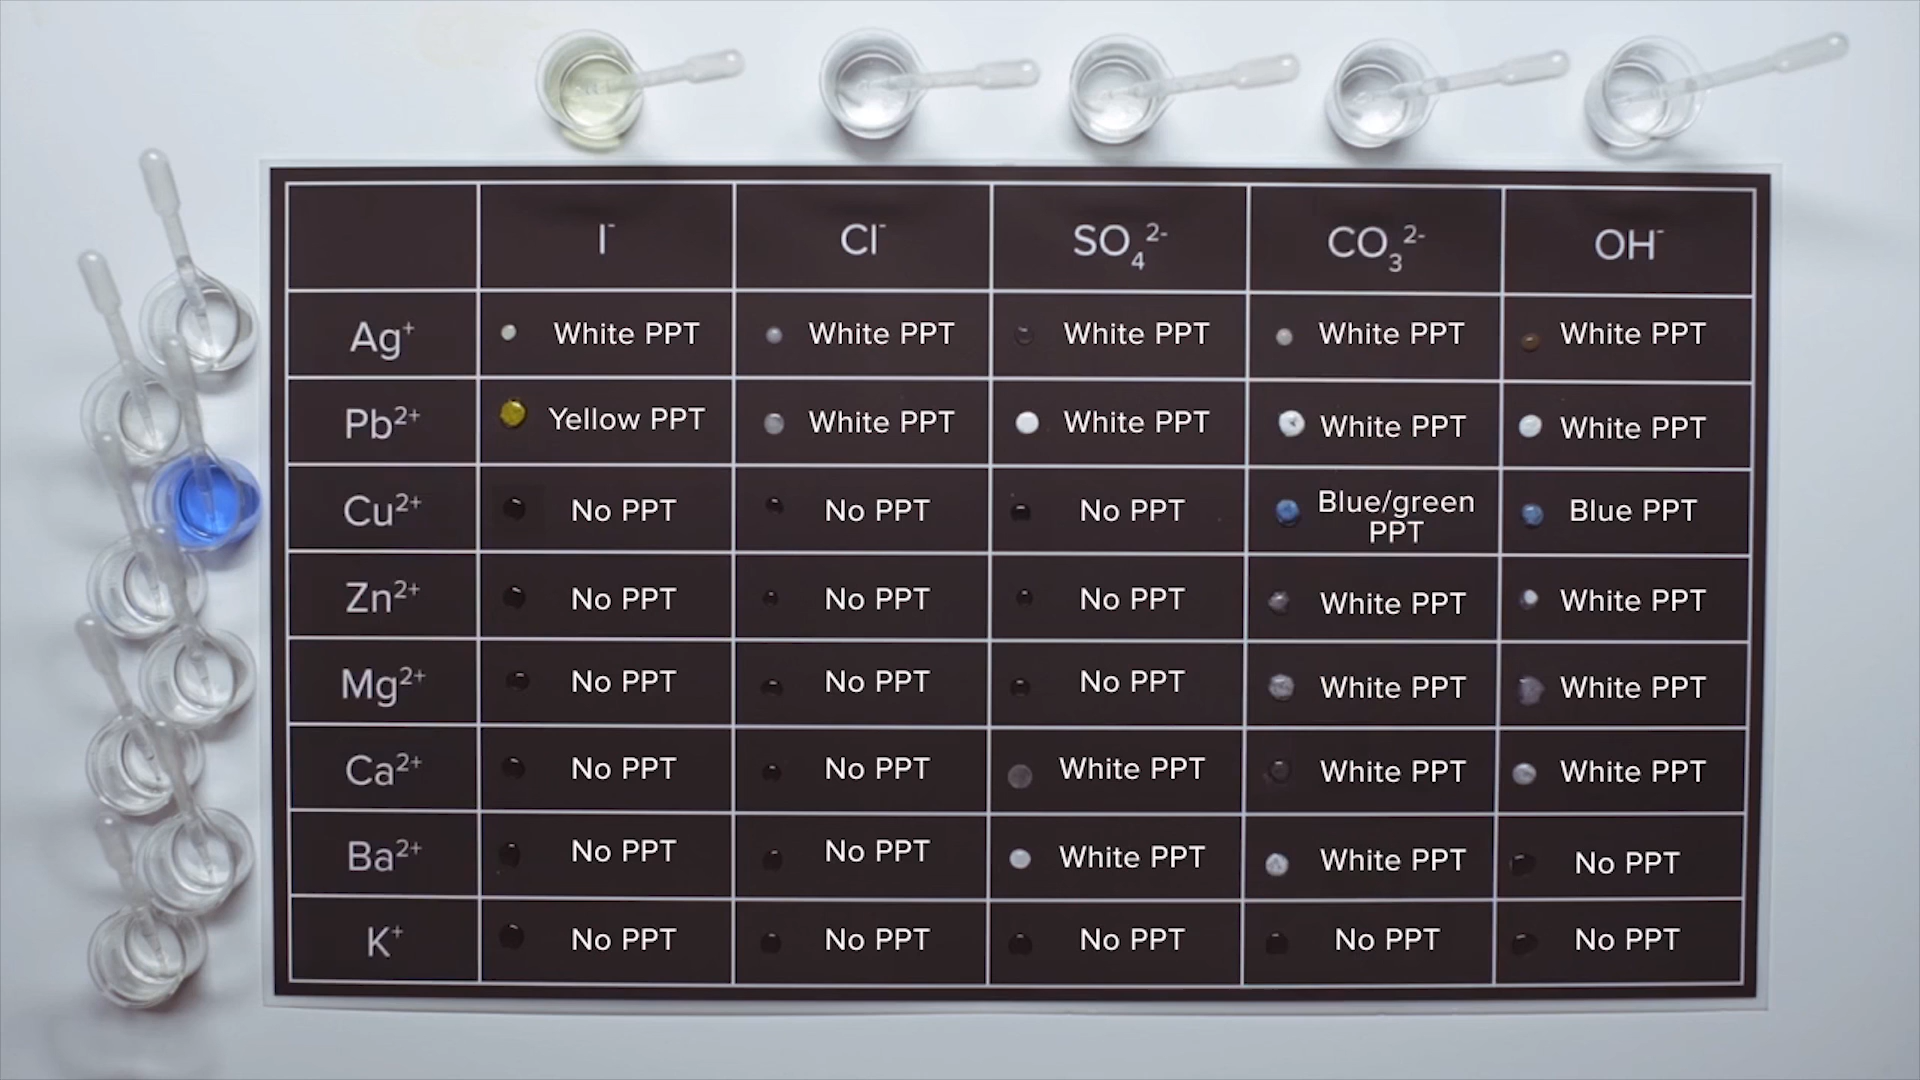 I⁻ Cl⁻ SO₄²⁻ CO₃²⁻ OH⁻
Ag⁺ White PPT White PPT White PPT White PPT White PPT
Pb²⁺ Yellow PPT White PPT White PPT White PPT White PPT
Cu²⁺ No PPT No PPT No PPT Blue/green PPT Blue PPT
Zn²⁺ No PPT No PPT No PPT White PPT White PPT
Mg²⁺ No PPT No PPT No PPT White PPT White PPT
Ca²⁺ No PPT No PPT White PPT White PPT White PPT
Ba²⁺ No PPT No PPT White PPT White PPT No PPT
K⁺ No PPT No PPT No PPT No PPT No PPT